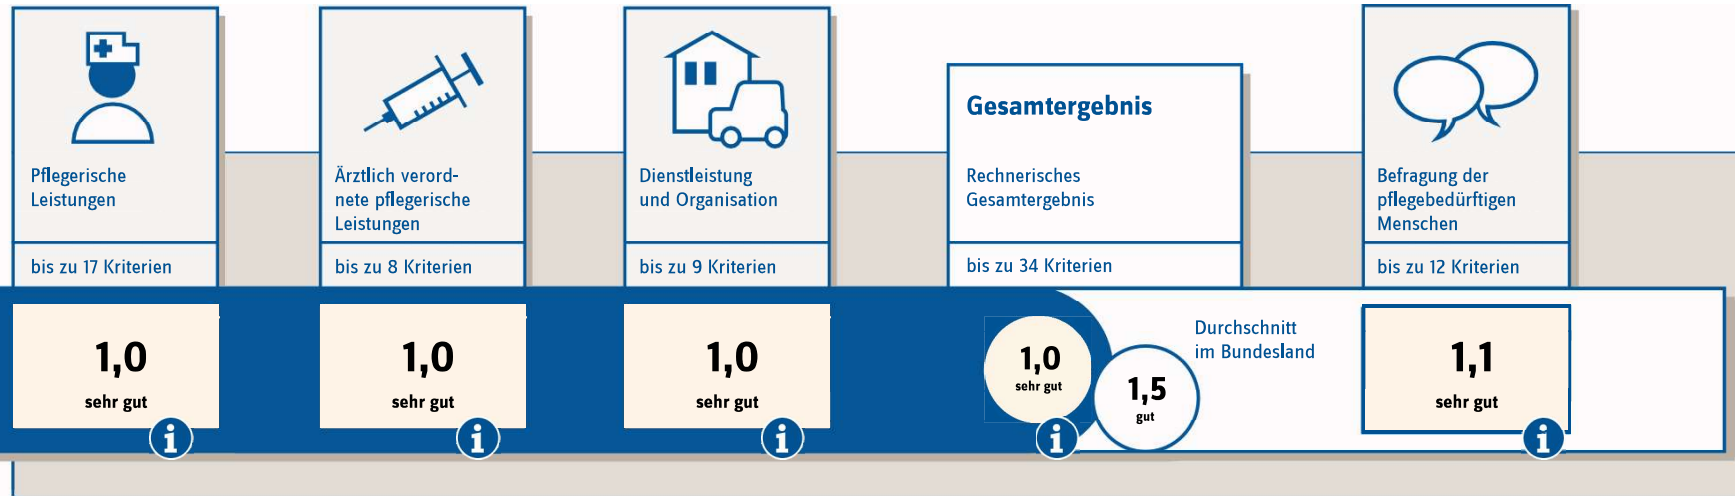 Pflegerische
Leistungen
bis zu 17 Kriterien
1,0
sehr gut
Ärztlich verord-
nete pflegerische
Leistungen
bis zu 8 Kriterien
1,0
sehr gut
Dienstleistung
und Organisation
bis zu 9 Kriterien
1,0
sehr gut
Gesamtergebnis
Rechnerisches
Gesamtergebnis
bis zu 34 Kriterien
1,0
sehr gut
1,5
gut
Durchschnitt
im Bundesland
Befragung der
pflegebedürftigen
Menschen
bis zu 12 Kriterien
1,1
sehr gut